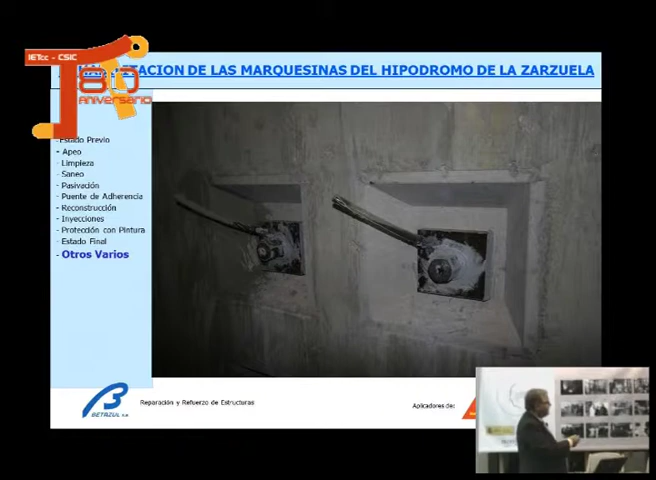 IETcc - CSIC
80
Aniversario
TACION DE LAS MARQUESINAS DEL HIPODROMO DE LA ZARZUELA
- Estado Previo
- Apeo
- Limpieza
- Saneo
- Pasivación
- Puente de Adherencia
- Reconstrucción
- Inyecciones
- Protección con Pintura
- Estado Final
- Otros Varios
BETAZUL S.A.
Reparación y Refuerzo de Estructuras
Aplicadores de: